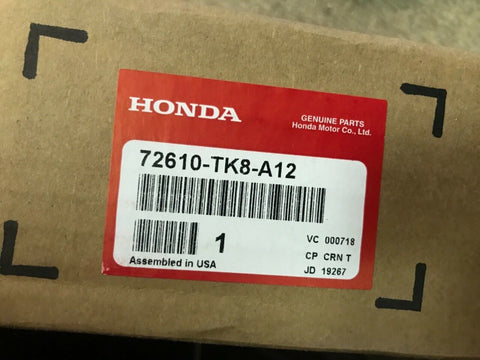 HONDA
GENUINE PARTS
Honda Motor Co., Ltd.
72610-TK8-A12
1
VC 000718
CP CRN T
Assembled in USA
JD 19267